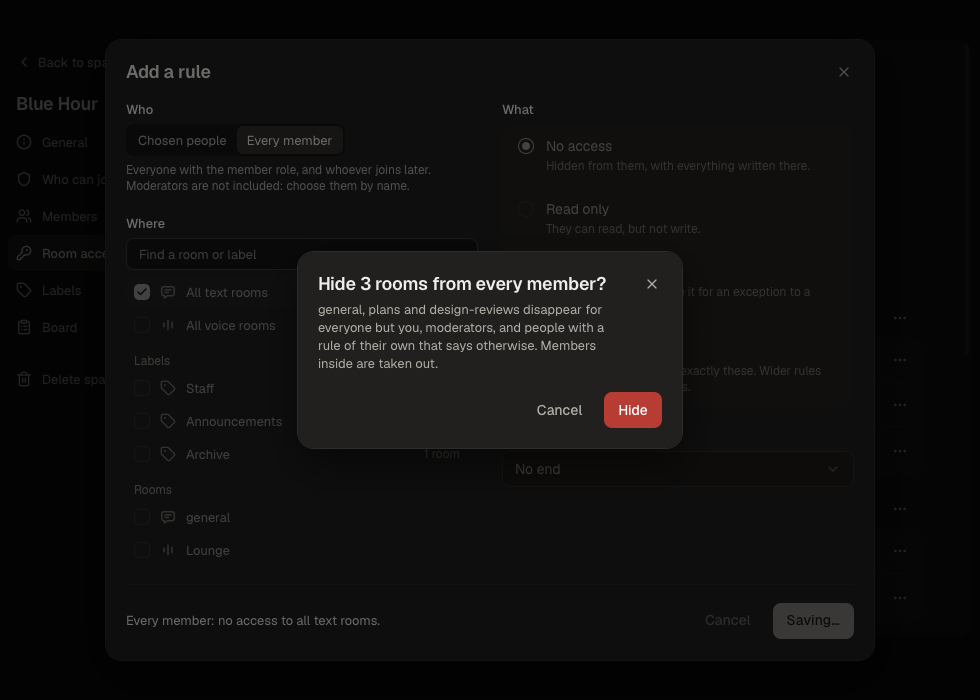 Back to spa
Blue Hour
General
Who can jo
Members
Room acce
Labels
Board
Delete spa
Add a rule
Who
Chosen people
Every member
Everyone with the member role, and whoever joins later.
Moderators are not included: choose them by name.
Where
Find a room or label
All text rooms
All voice rooms
Labels
Staff
Announcements
Archive
1 room
Rooms
general
Lounge
What
No access
Hidden from them, with everything written there.
Read only
They can read, but not write.
it for an exception to a
exactly these. Wider rules
No end
Hide 3 rooms from every member?
general, plans and design-reviews disappear for
everyone but you, moderators, and people with a
rule of their own that says otherwise. Members
inside are taken out.
Cancel
Hide
Every member: no access to all text rooms.
Cancel
Saving…